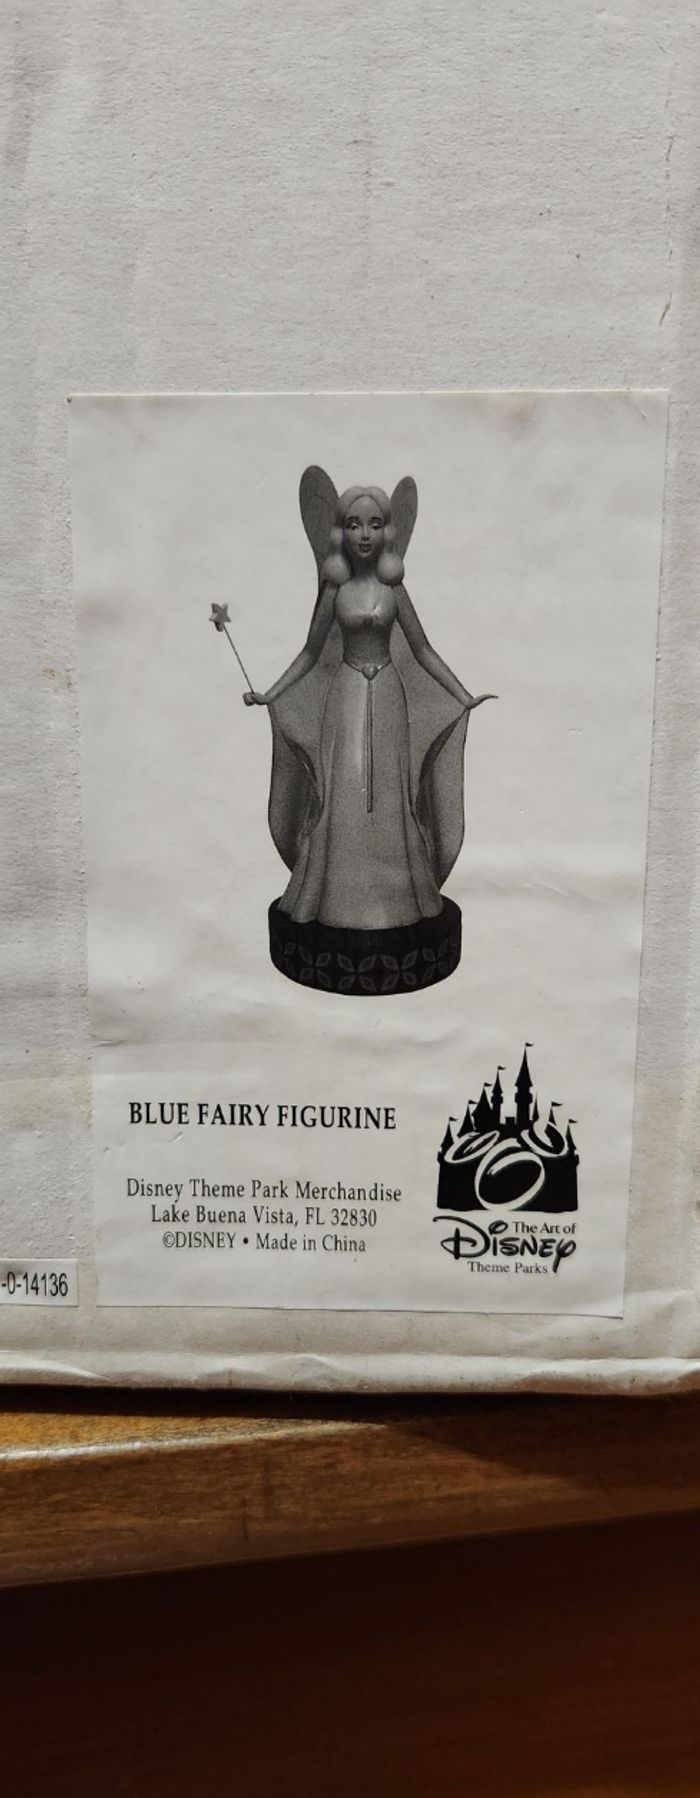 BLUE FAIRY FIGURINE
Disney Theme Park Merchandise
Lake Buena Vista, FL 32830
©DISNEY • Made in China
The Art of
DISNEY
Theme Parks
-0-14136